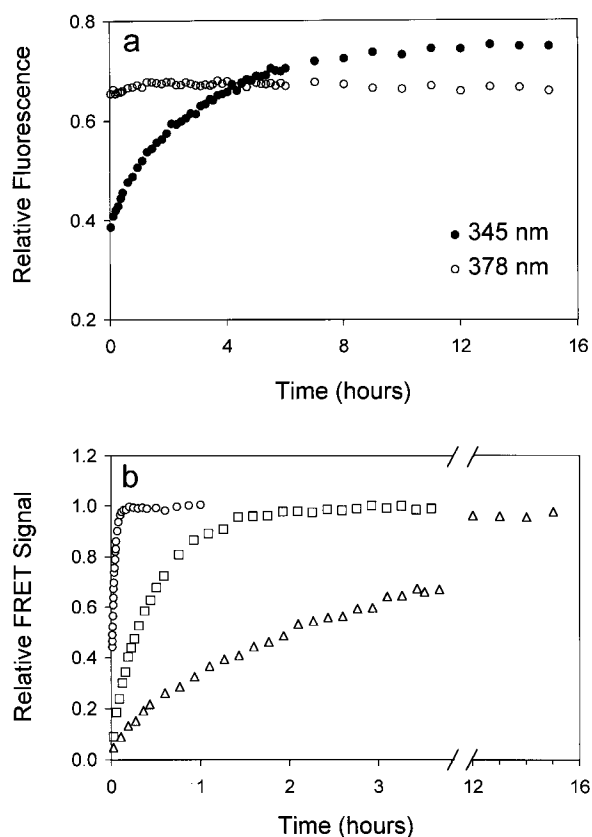 a
Relative Fluorescence
0.8
0.6
0.4
0.2
● 345 nm
○ 378 nm
0 4 8 12 16
Time (hours)
b
Relative FRET Signal
1.2
1.0
0.8
0.6
0.4
0.2
0.0
0 1 2 3 12 16
Time (hours)